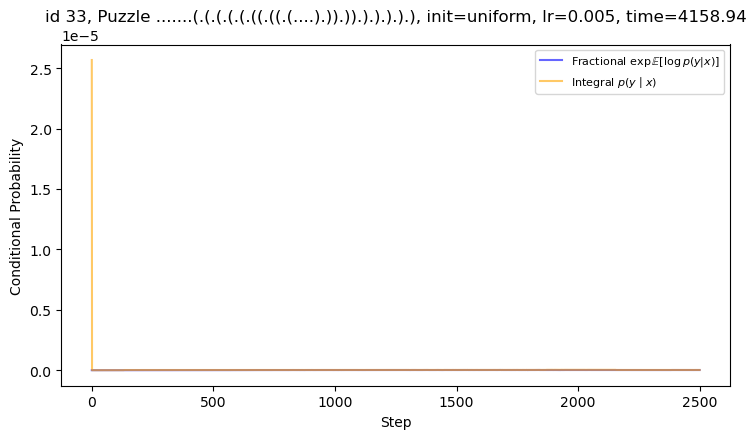 id 33, Puzzle .......(.(.(.(.(.((.((.(....).)).)).).).).).).), init=uniform, lr=0.005, time=4158.94
1e−5
Fractional exp𝔼[log p(y|x)]
Integral p(y | x)
2.5
2.0
1.5
1.0
0.5
0.0
Conditional Probability
0 500 1000 1500 2000 2500
Step